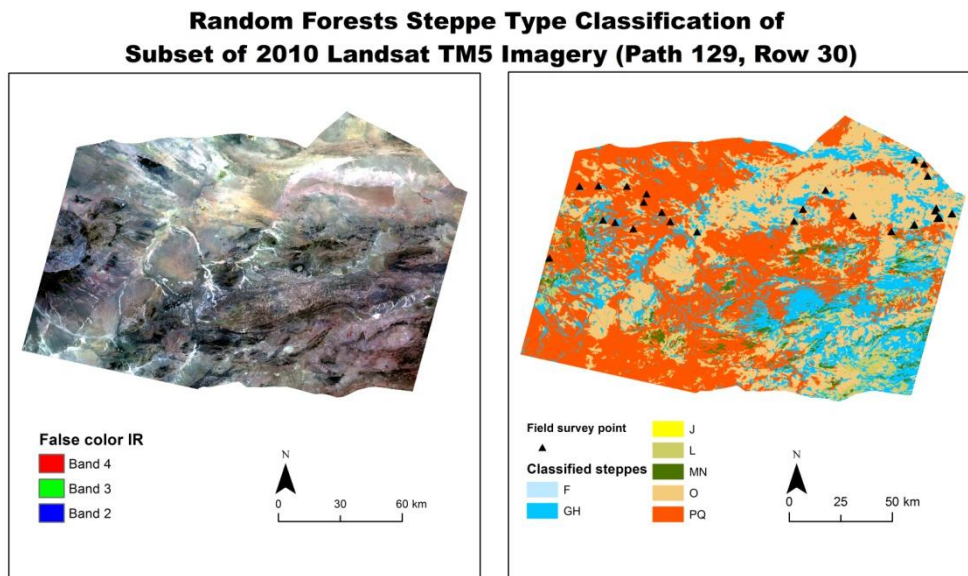 Random Forests Steppe Type Classification of
Subset of 2010 Landsat TM5 Imagery (Path 129, Row 30)
False color IR
Band 4
Band 3
Band 2
N
0 30 60 km
Field survey point
Classified steppes
F
GH
J
L
MN
O
PQ
N
0 25 50 km